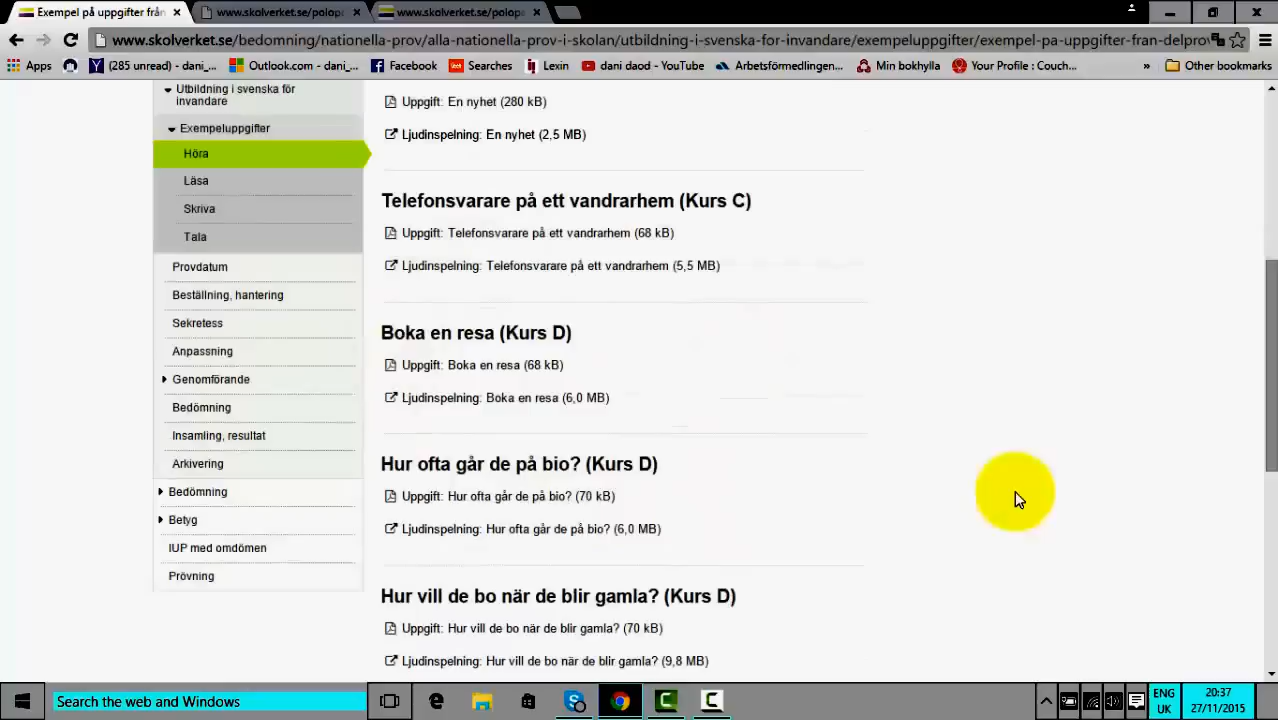 Exempel på uppgifter från
www.skolverket.se/polop
www.skolverket.se/polop
www.skolverket.se/bedomning/nationella-prov/alla-nationella-prov-i-skolan/utbildning-i-svenska-for-invandare/exempeluppgifter/exempel-pa-uppgifter-fran-delprov
Apps
(285 unread) - dani_...
Outlook.com - dani_...
Facebook
Searches
Lexin
dani daod - YouTube
Arbetsförmedlingen...
Min bokhylla
Your Profile : Couch...
»
Other bookmarks
Utbildning i svenska för
invandare
Exempeluppgifter
Höra
Läsa
Skriva
Tala
Provdatum
Beställning, hantering
Sekretess
Anpassning
Genomförande
Bedömning
Insamling, resultat
Arkivering
Bedömning
Betyg
IUP med omdömen
Prövning
Uppgift: En nyhet (280 kB)
Ljudinspelning: En nyhet (2,5 MB)
Telefonsvarare på ett vandrarhem (Kurs C)
Uppgift: Telefonsvarare på ett vandrarhem (68 kB)
Ljudinspelning: Telefonsvarare på ett vandrarhem (5,5 MB)
Boka en resa (Kurs D)
Uppgift: Boka en resa (68 kB)
Ljudinspelning: Boka en resa (6,0 MB)
Hur ofta går de på bio? (Kurs D)
Uppgift: Hur ofta går de på bio? (70 kB)
Ljudinspelning: Hur ofta går de på bio? (6,0 MB)
Hur vill de bo när de blir gamla? (Kurs D)
Uppgift: Hur vill de bo när de blir gamla? (70 kB)
Ljudinspelning: Hur vill de bo när de blir gamla? (9,8 MB)
Search the web and Windows
ENG
UK
20:37
27/11/2015